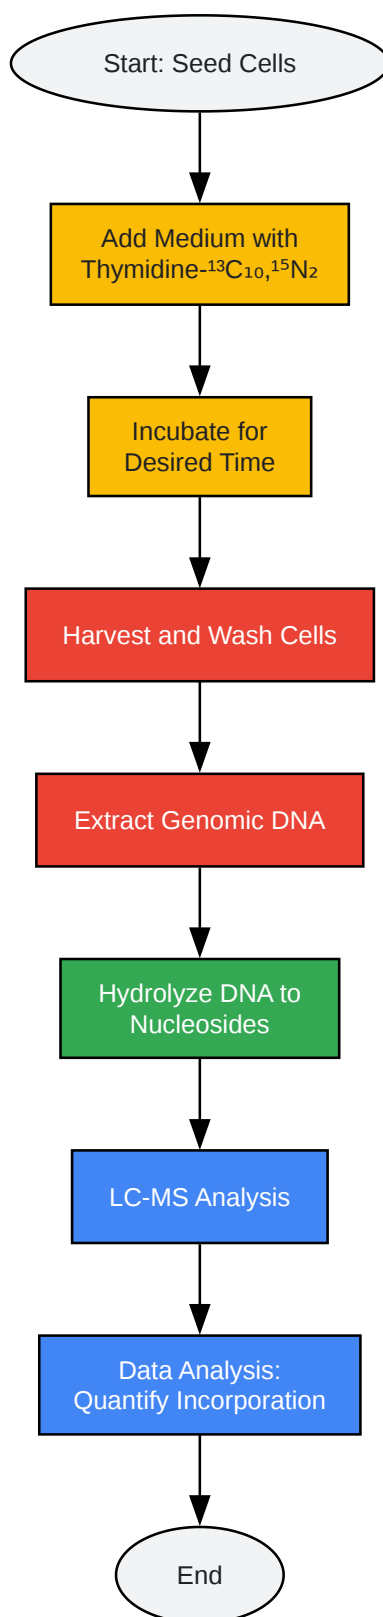 Start: Seed Cells
Add Medium with
Thymidine-¹³C₁₀,¹⁵N₂
Incubate for
Desired Time
Harvest and Wash Cells
Extract Genomic DNA
Hydrolyze DNA to
Nucleosides
LC-MS Analysis
Data Analysis:
Quantify Incorporation
End